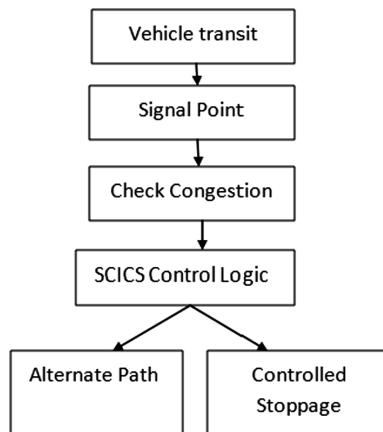 Vehicle transit
Signal Point
Check Congestion
SCICS Control Logic
Alternate Path
Controlled
Stoppage